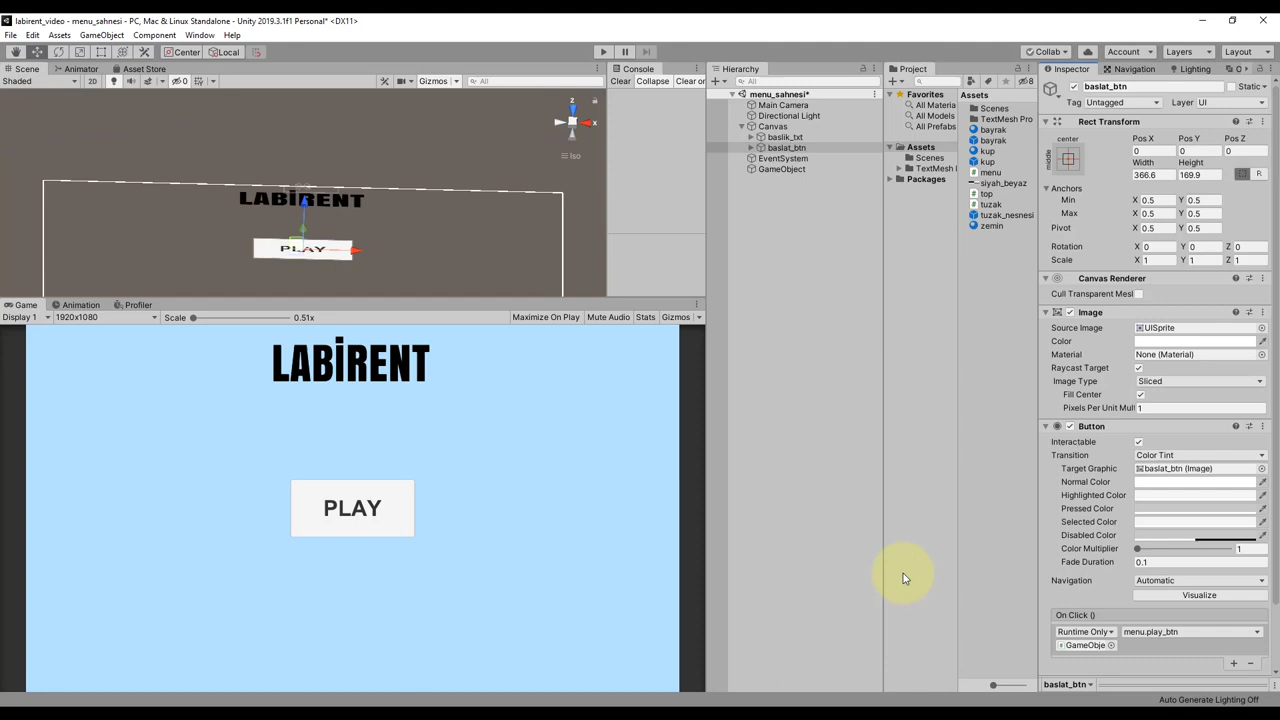 labirent_video - menu_sahnesi - PC, Mac & Linux Standalone - Unity 2019.3.1f1 Personal* <DX11>
File Edit Assets GameObject Component Window Help
Center Local Collab Account Layers Layout
Scene Animator Asset Store
Shaded 2D 0 Gizmos All
z
x
Iso
LABİRENT
PLAY
Console
Clear Collapse Clear on
Game Animation Profiler
Display 1 1920x1080 Scale 0.51x Maximize On Play Mute Audio Stats Gizmos
LABİRENT
PLAY
Hierarchy
All
menu_sahnesi*
Main Camera
Directional Light
Canvas
baslik_txt
baslat_btn
EventSystem
GameObject
Project
8
Favorites
All Materia
All Models
All Prefabs
Assets
Scenes
TextMesh
Packages
Assets
Scenes
TextMesh Pro
bayrak
bayrak
kup
kup
menu
siyah_beyaz
top
tuzak
tuzak_nesnesi
zemin
Inspector Navigation Lighting O
baslat_btn Static
Tag Untagged Layer UI
Rect Transform
center Pos X Pos Y Pos Z
middle 0 0 0
Width Height
366.6 169.9 R
Anchors
Min X 0.5 Y 0.5
Max X 0.5 Y 0.5
Pivot X 0.5 Y 0.5
Rotation X 0 Y 0 Z 0
Scale X 1 Y 1 Z 1
Canvas Renderer
Cull Transparent Mesl
Image
Source Image UISprite
Color
Material None (Material)
Raycast Target
Image Type Sliced
Fill Center
Pixels Per Unit Mul 1
Button
Interactable
Transition Color Tint
Target Graphic baslat_btn (Image)
Normal Color
Highlighted Color
Pressed Color
Selected Color
Disabled Color
Color Multiplier 1
Fade Duration 0.1
Navigation Automatic
Visualize
On Click ()
Runtime Only menu.play_btn
GameObje
baslat_btn
Auto Generate Lighting Off